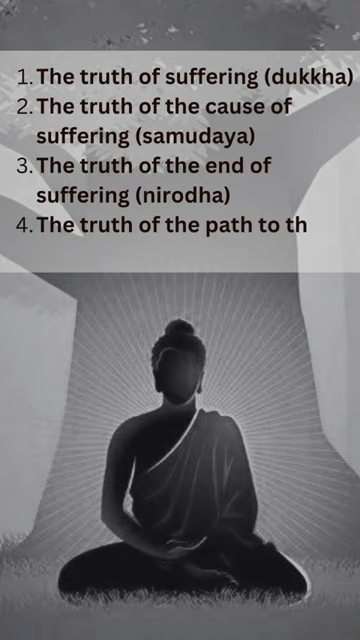 1. The truth of suffering (dukkha)
2. The truth of the cause of
suffering (samudaya)
3. The truth of the end of
suffering (nirodha)
4. The truth of the path to th